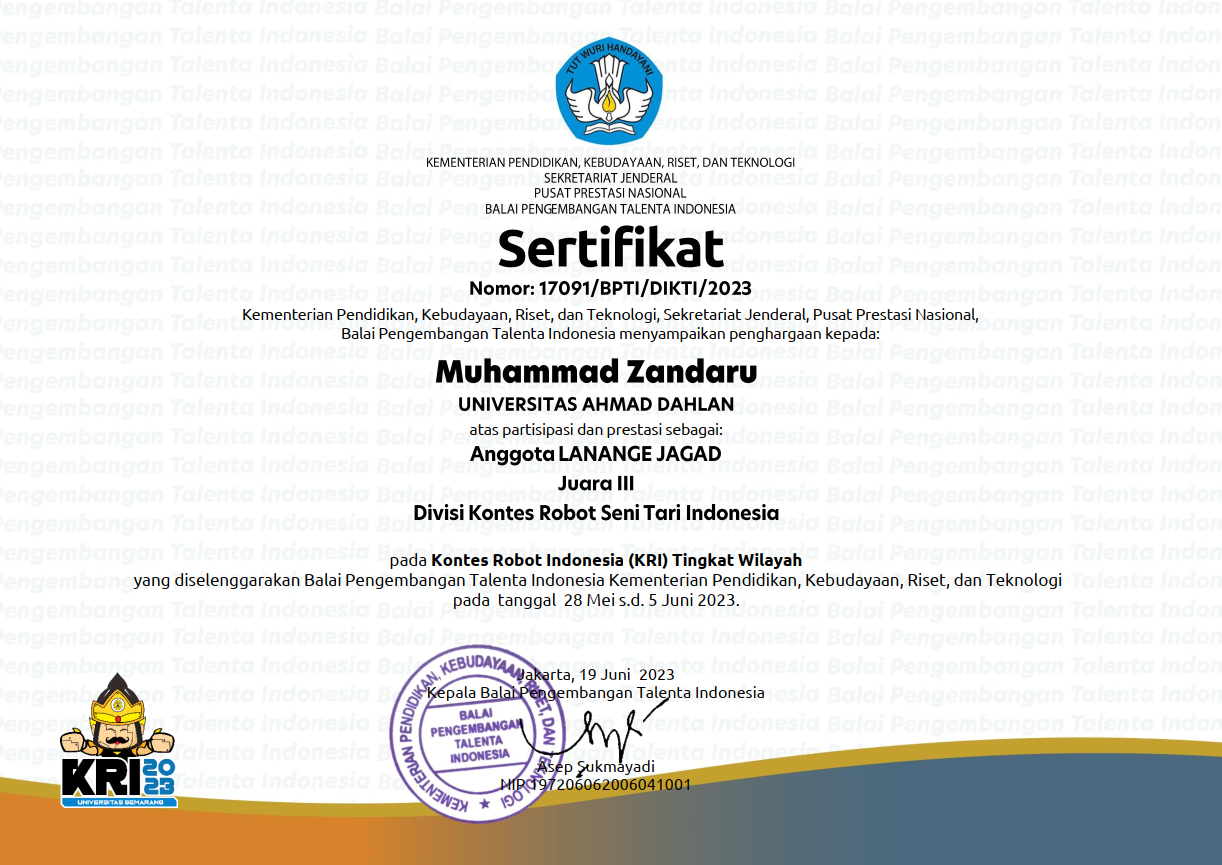 TUT WURI HANDAYANI
KEMENTERIAN PENDIDIKAN, KEBUDAYAAN, RISET, DAN TEKNOLOGI
SEKRETARIAT JENDERAL
PUSAT PRESTASI NASIONAL
BALAI PENGEMBANGAN TALENTA INDONESIA
Sertifikat
Nomor: 17091/BPTI/DIKTI/2023
Kementerian Pendidikan, Kebudayaan, Riset, dan Teknologi, Sekretariat Jenderal, Pusat Prestasi Nasional,
Balai Pengembangan Talenta Indonesia menyampaikan penghargaan kepada:
Muhammad Zandaru
UNIVERSITAS AHMAD DAHLAN
atas partisipasi dan prestasi sebagai:
Anggota LANANGE JAGAD
Juara III
Divisi Kontes Robot Seni Tari Indonesia
pada Kontes Robot Indonesia (KRI) Tingkat Wilayah
yang diselenggarakan Balai Pengembangan Talenta Indonesia Kementerian Pendidikan, Kebudayaan, Riset, dan Teknologi
pada tanggal 28 Mei s.d. 5 Juni 2023.
Jakarta, 19 Juni 2023
Kepala Balai Pengembangan Talenta Indonesia
KEMENTERIAN PENDIDIKAN, KEBUDAYAAN, RISET, DAN TEKNOLOGI
BALAI
PENGEMBANGAN
TALENTA
INDONESIA
Asep Sukmayadi
NIP 197206062006041001
KRI 2023
UNIVERSITAS SEMARANG